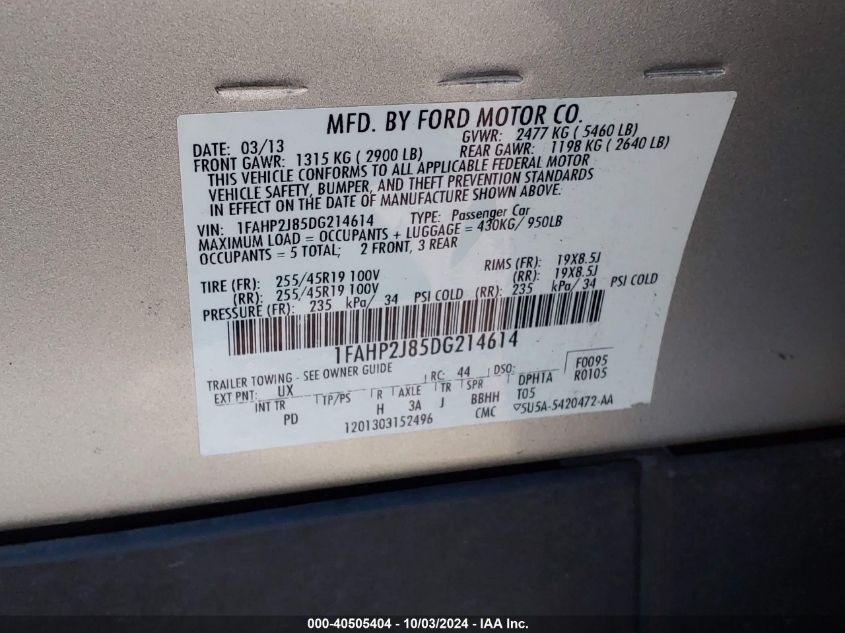 MFD. BY FORD MOTOR CO.
DATE: 03/13 GVWR: 2477 KG ( 5460 LB)
FRONT GAWR: 1315 KG ( 2900 LB) REAR GAWR: 1198 KG ( 2640 LB)
THIS VEHICLE CONFORMS TO ALL APPLICABLE FEDERAL MOTOR
VEHICLE SAFETY, BUMPER, AND THEFT PREVENTION STANDARDS
IN EFFECT ON THE DATE OF MANUFACTURE SHOWN ABOVE.
VIN: 1FAHP2J85DG214614 TYPE: Passenger Car
MAXIMUM LOAD = OCCUPANTS + LUGGAGE = 430KG/ 950LB
OCCUPANTS = 5 TOTAL; 2 FRONT, 3 REAR
TIRE (FR): 255/45R19 100V RIMS (FR): 19X8.5J
(RR): 255/45R19 100V (RR): 19X8.5J
PRESSURE (FR): 235 kPa/ 34 PSI COLD (RR): 235 kPa/ 34 PSI COLD
1FAHP2J85DG214614
TRAILER TOWING - SEE OWNER GUIDE
EXT PNT: UX RC: 44 DSO: F0095
INT TR TP/PS R AXLE TR SPR DPH1A R0105
PD H 3A J BBHH T05
1201303152496 CMC ▽5U5A-5420472-AA
000-40505404 - 10/03/2024 - IAA Inc.